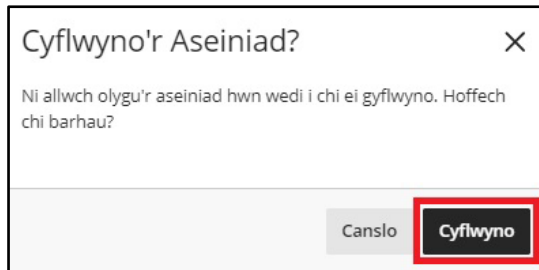 Cyflwyno'r Aseiniad?
Ni allwch olygu'r aseiniad hwn wedi i chi ei gyflwyno. Hoffech
chi barhau?
Canslo
Cyflwyno